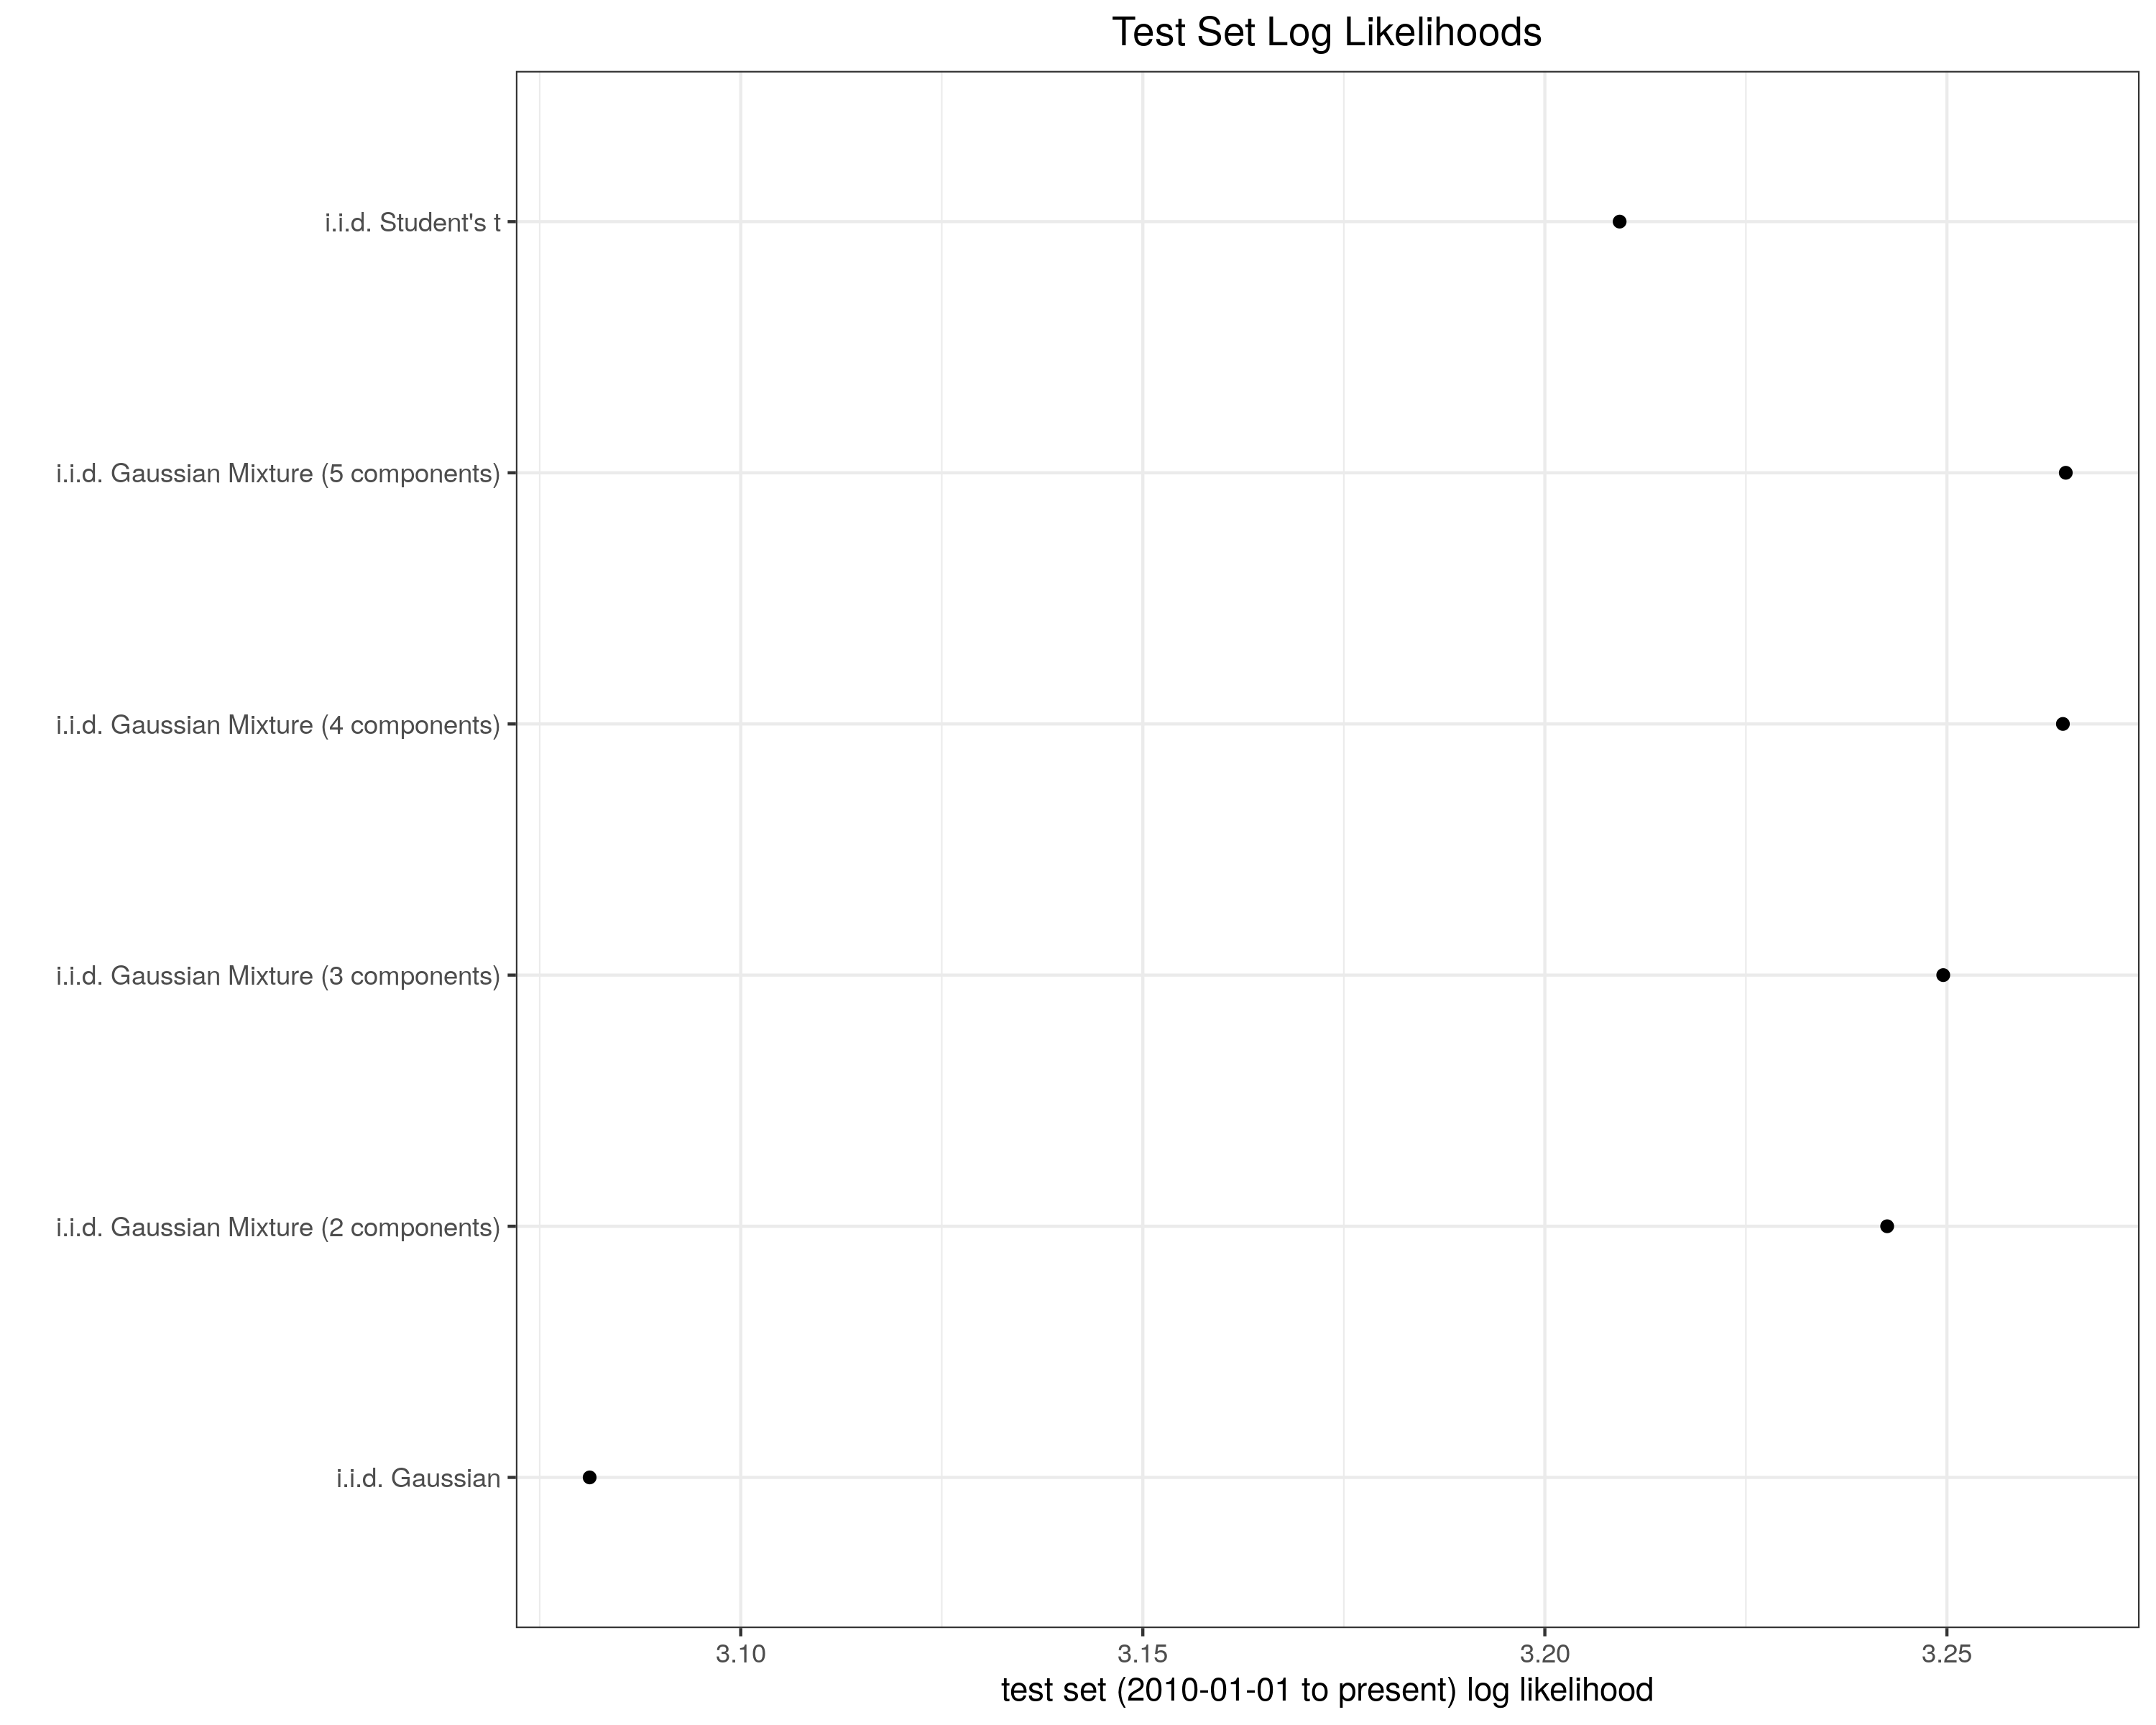 Test Set Log Likelihoods
i.i.d. Student's t
i.i.d. Gaussian Mixture (5 components)
i.i.d. Gaussian Mixture (4 components)
i.i.d. Gaussian Mixture (3 components)
i.i.d. Gaussian Mixture (2 components)
i.i.d. Gaussian
3.10 3.15 3.20 3.25
test set (2010-01-01 to present) log likelihood